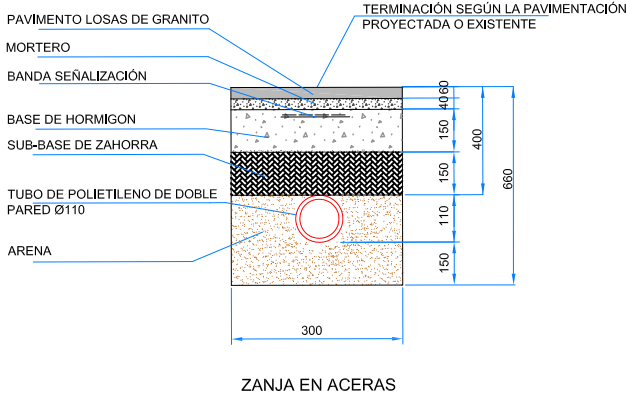 PAVIMENTO LOSAS DE GRANITO
TERMINACIÓN SEGÚN LA PAVIMENTACIÓN
PROYECTADA O EXISTENTE
MORTERO
BANDA SEÑALIZACIÓN
BASE DE HORMIGON
SUB-BASE DE ZAHORRA
TUBO DE POLIETILENO DE DOBLE
PARED Ø110
ARENA
60
40
150
150
110
150
400
660
300
ZANJA EN ACERAS